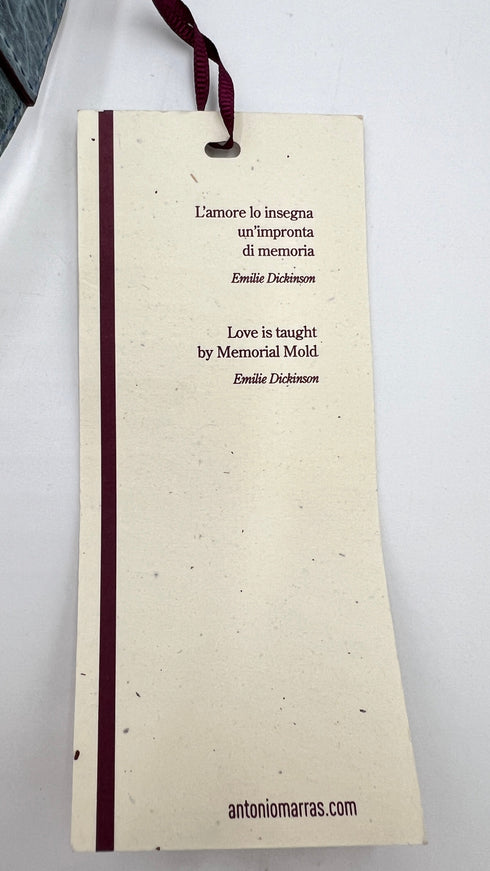 L'amore lo insegna
un'impronta
di memoria
Emilie Dickinson
Love is taught
by Memorial Mold
Emilie Dickinson
antoniomarras.com